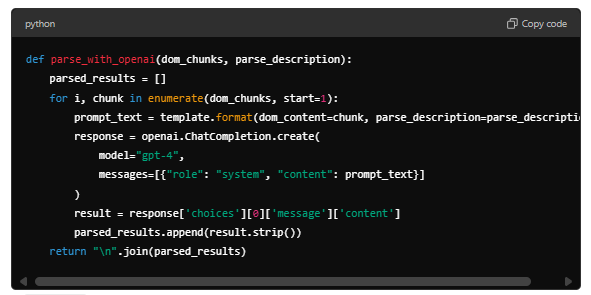 python
Copy code
def parse_with_openai(dom_chunks, parse_description):
    parsed_results = []
    for i, chunk in enumerate(dom_chunks, start=1):
        prompt_text = template.format(dom_content=chunk, parse_description=parse_descriptio
        response = openai.ChatCompletion.create(
            model="gpt-4",
            messages=[{"role": "system", "content": prompt_text}]
        )
        result = response['choices'][0]['message']['content']
        parsed_results.append(result.strip())
    return "\n".join(parsed_results)